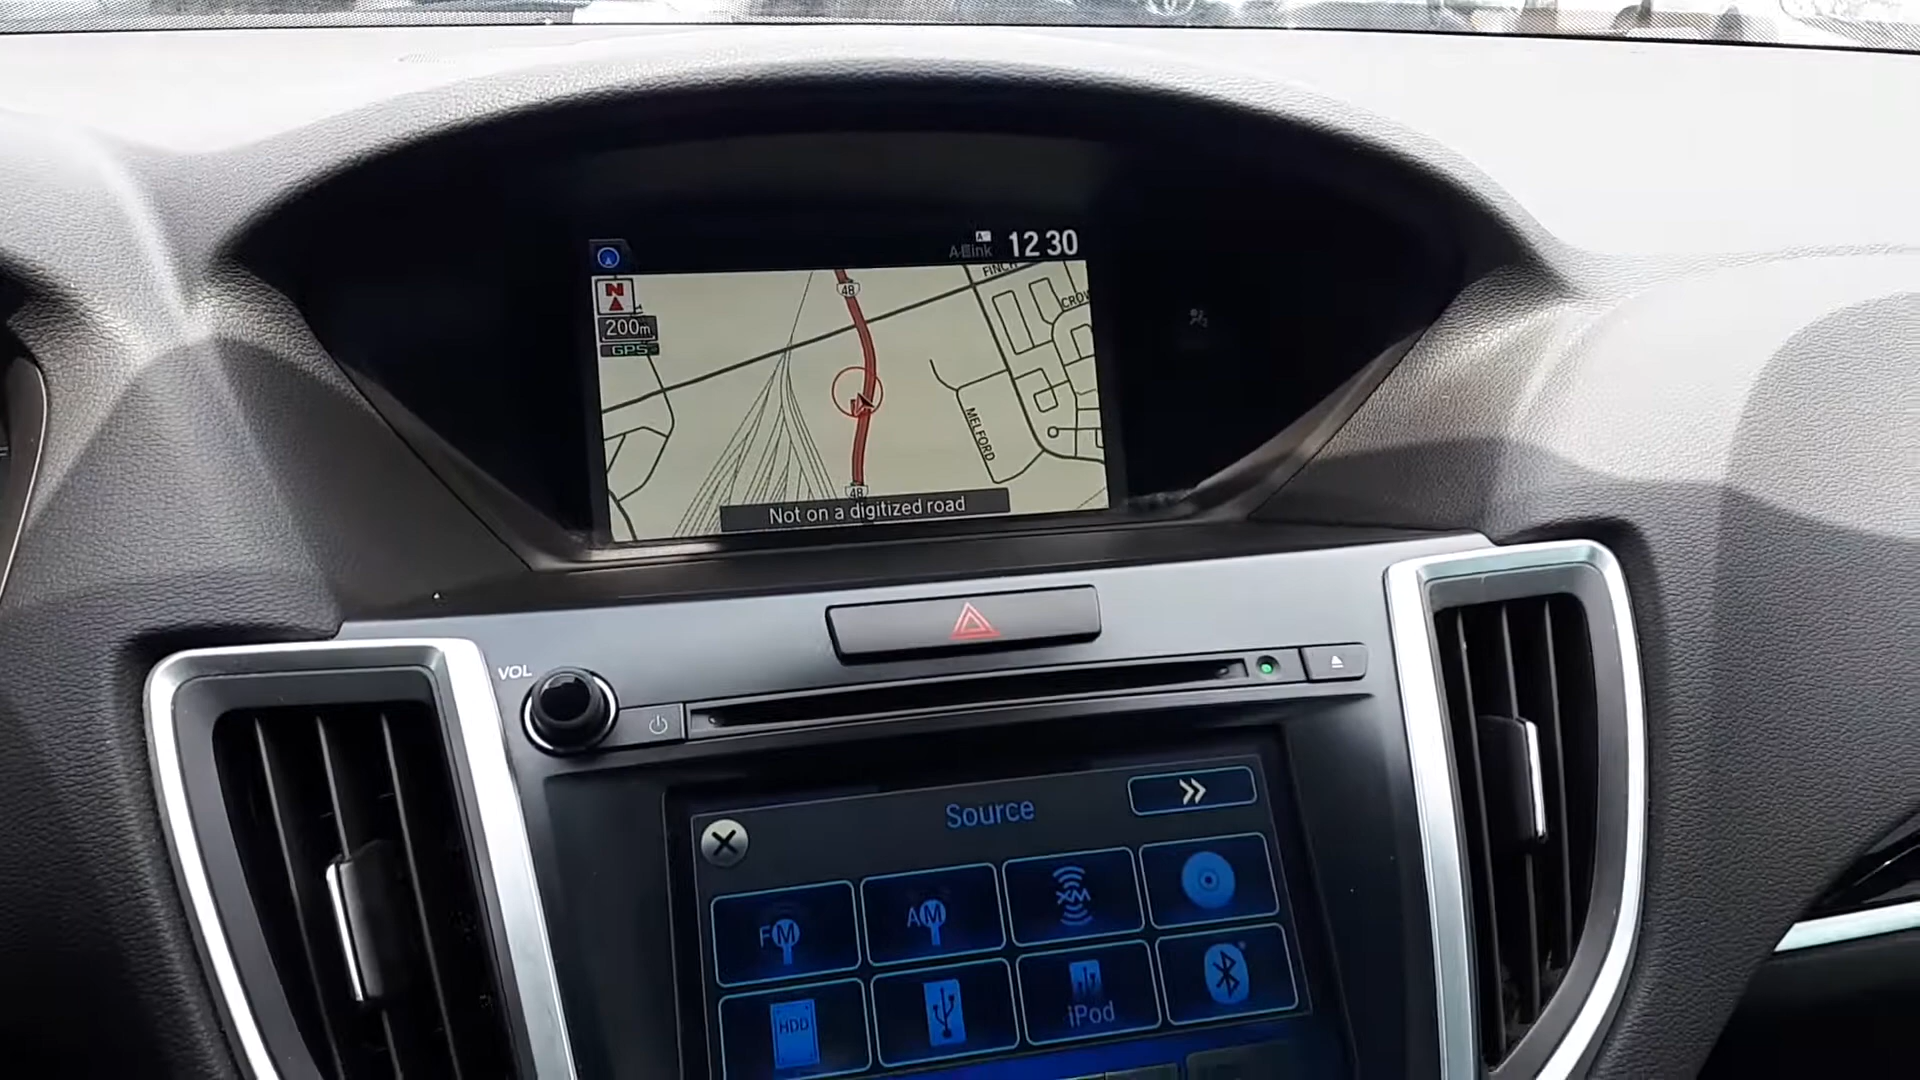 A-Link
12 30
N
200m
GPS
48
CROW
MELFORD
48
Not on a digitized road
VOL
Source
FM
AM
XM
HDD
iPod